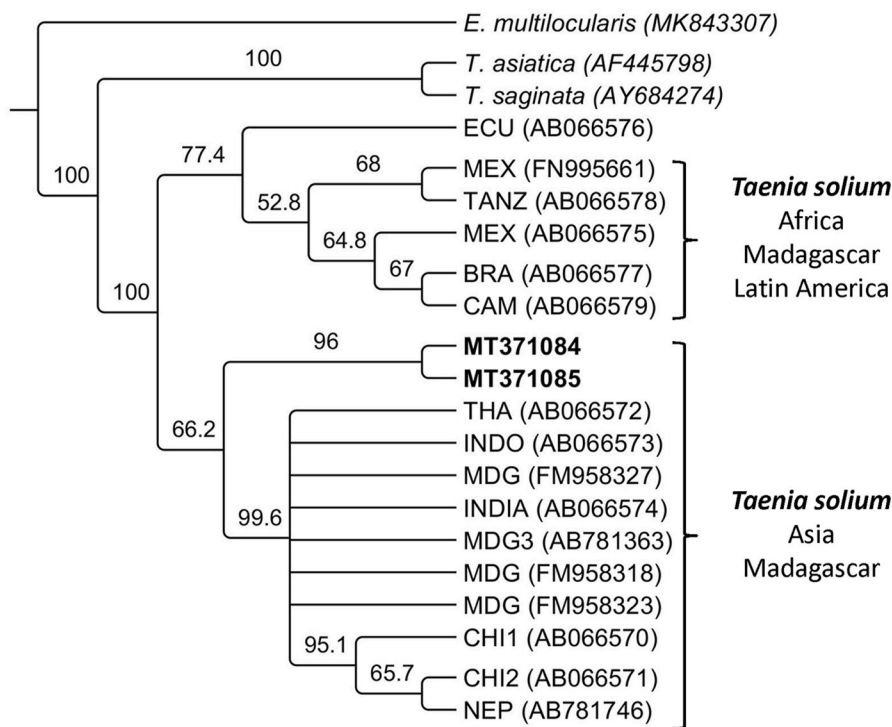 E. multilocularis (MK843307)
100
T. asiatica (AF445798)
T. saginata (AY684274)
100
ECU (AB066576)
77.4
68
MEX (FN995661)
TANZ (AB066578)
52.8
64.8
MEX (AB066575)
67
BRA (AB066577)
CAM (AB066579)
Taenia solium
Africa
Madagascar
Latin America
100
96
MT371084
MT371085
66.2
THA (AB066572)
INDO (AB066573)
MDG (FM958327)
INDIA (AB066574)
99.6
MDG3 (AB781363)
MDG (FM958318)
MDG (FM958323)
95.1
CHI1 (AB066570)
65.7
CHI2 (AB066571)
NEP (AB781746)
Taenia solium
Asia
Madagascar